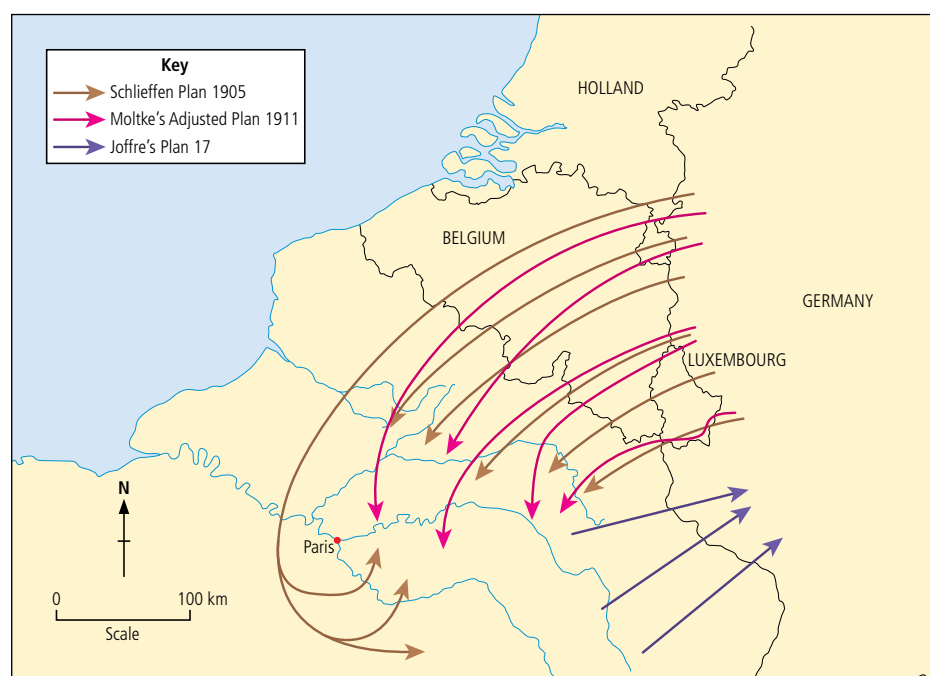 Key
Schlieffen Plan 1905
Moltke's Adjusted Plan 1911
Joffre's Plan 17
HOLLAND
BELGIUM
GERMANY
LUXEMBOURG
N
Paris
0 100 km
Scale